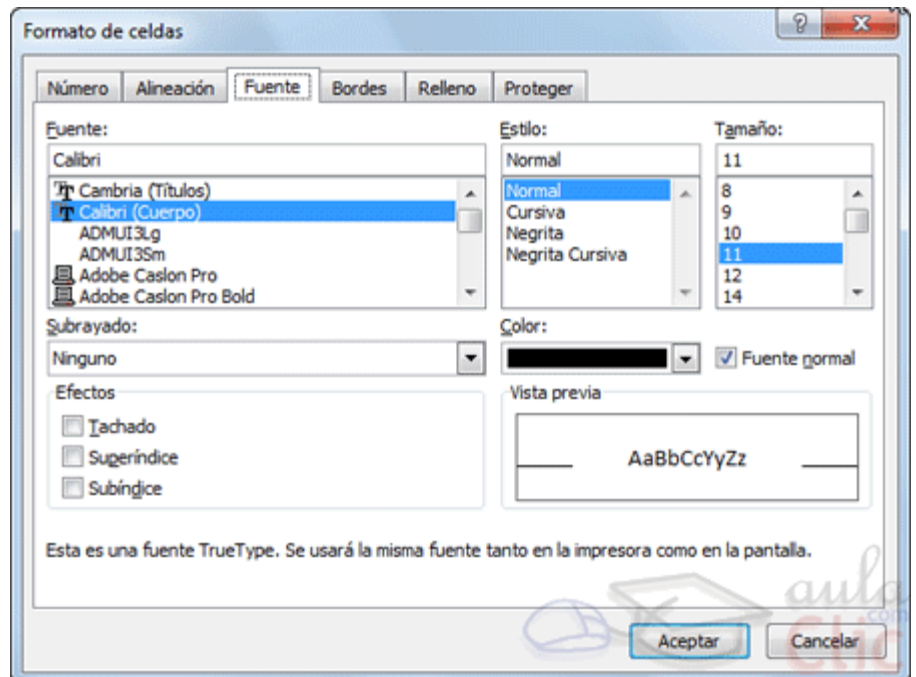 Formato de celdas
Número Alineación Fuente Bordes Relleno Proteger
Fuente: Estilo: Tamaño:
Calibri Normal 11
Cambria (Títulos) Normal 8
Calibri (Cuerpo) Cursiva 9
ADMUI3Lg Negrita 10
ADMUI3Sm Negrita Cursiva 11
Adobe Caslon Pro 12
Adobe Caslon Pro Bold 14
Subrayado: Color:
Ninguno Fuente normal
Efectos Vista previa
Tachado
Superíndice AaBbCcYyZz
Subíndice
Esta es una fuente TrueType. Se usará la misma fuente tanto en la impresora como en la pantalla.
aula
com
Clic
Aceptar Cancelar